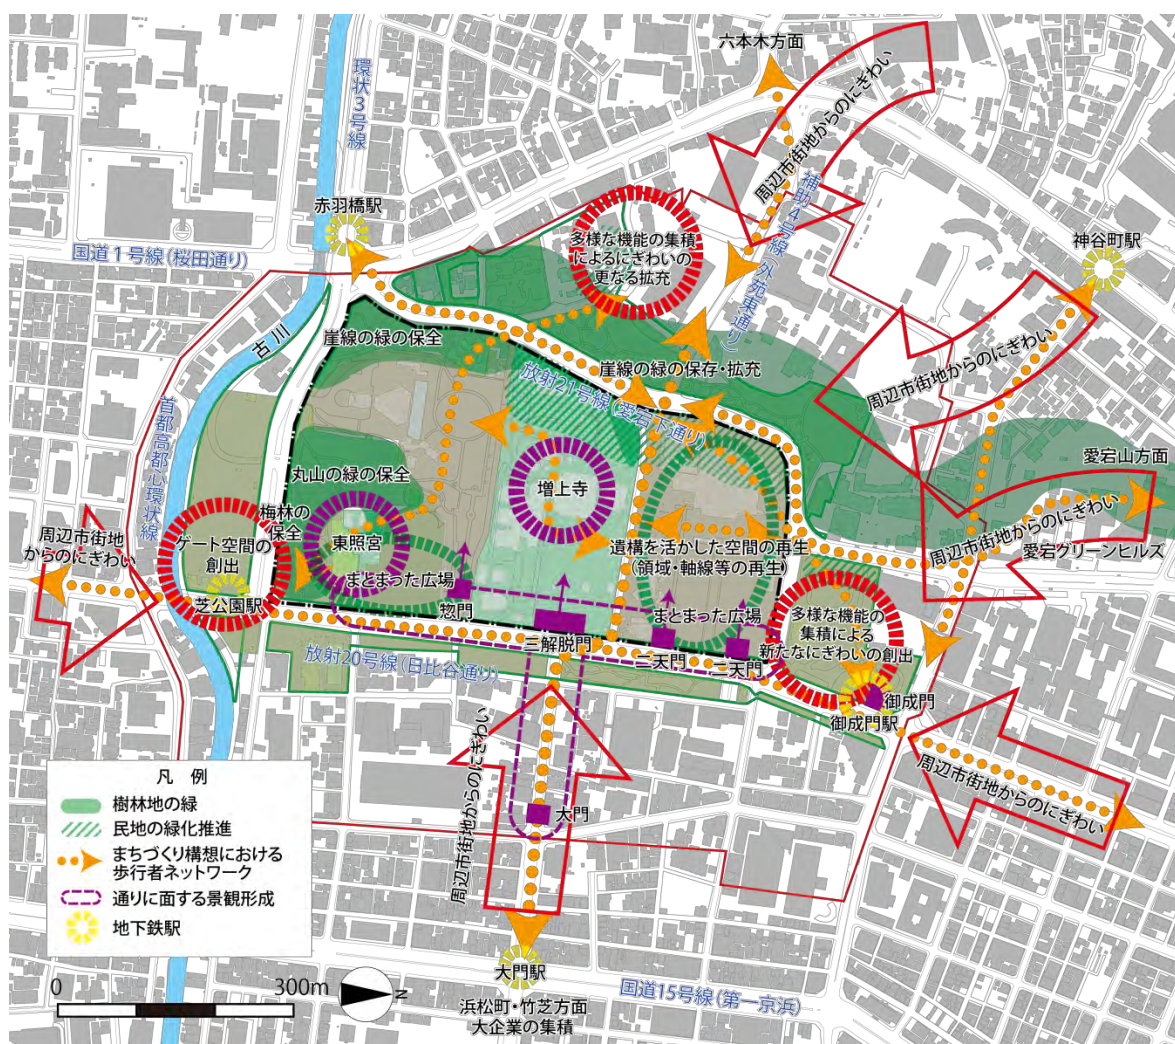 六本木方面
環状3号線
周辺市街地からのにぎわい
補助4号線(外苑東通り)
赤羽橋駅
国道1号線(桜田通り)
多様な機能の集積
によるにぎわいの
更なる拡充
神谷町駅
古川
崖線の緑の保全
崖線の緑の保存・拡充
放射21号線(愛宕下通り)
周辺市街地からのにぎわい
首都高都心環状線
愛宕山方面
丸山の緑の保全
増上寺
梅林の
保全
周辺市街地
からのにぎわい
ゲート空間の
創出
東照宮
遺構を活かした空間の再生
(領域・軸線等の再生)
周辺市街地からのにぎわい
愛宕グリーンヒルズ
まとまった広場
まとまった広場
芝公園駅
惣門
三解脱門
二天門
二天門
多様な機能の
集積による
新たなにぎわいの創出
放射20号線(日比谷通り)
御成門
御成門駅
周辺市街地からのにぎわい
周辺市街地からのにぎわい
大門
凡 例
樹林地の緑
民地の緑化推進
まちづくり構想における
歩行者ネットワーク
通りに面する景観形成
地下鉄駅
0
300m
N
大門駅
浜松町・竹芝方面
大企業の集積
国道15号線(第一京浜)